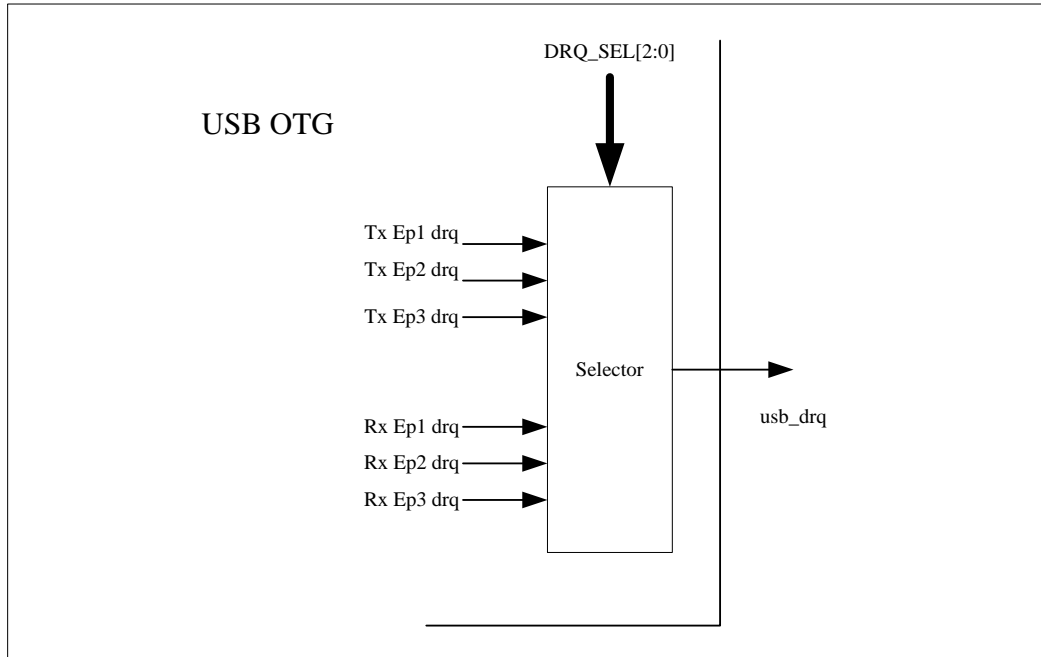 DRQ_SEL[2:0]
USB OTG
Tx Ep1 drq
Tx Ep2 drq
Tx Ep3 drq
Selector
usb_drq
Rx Ep1 drq
Rx Ep2 drq
Rx Ep3 drq